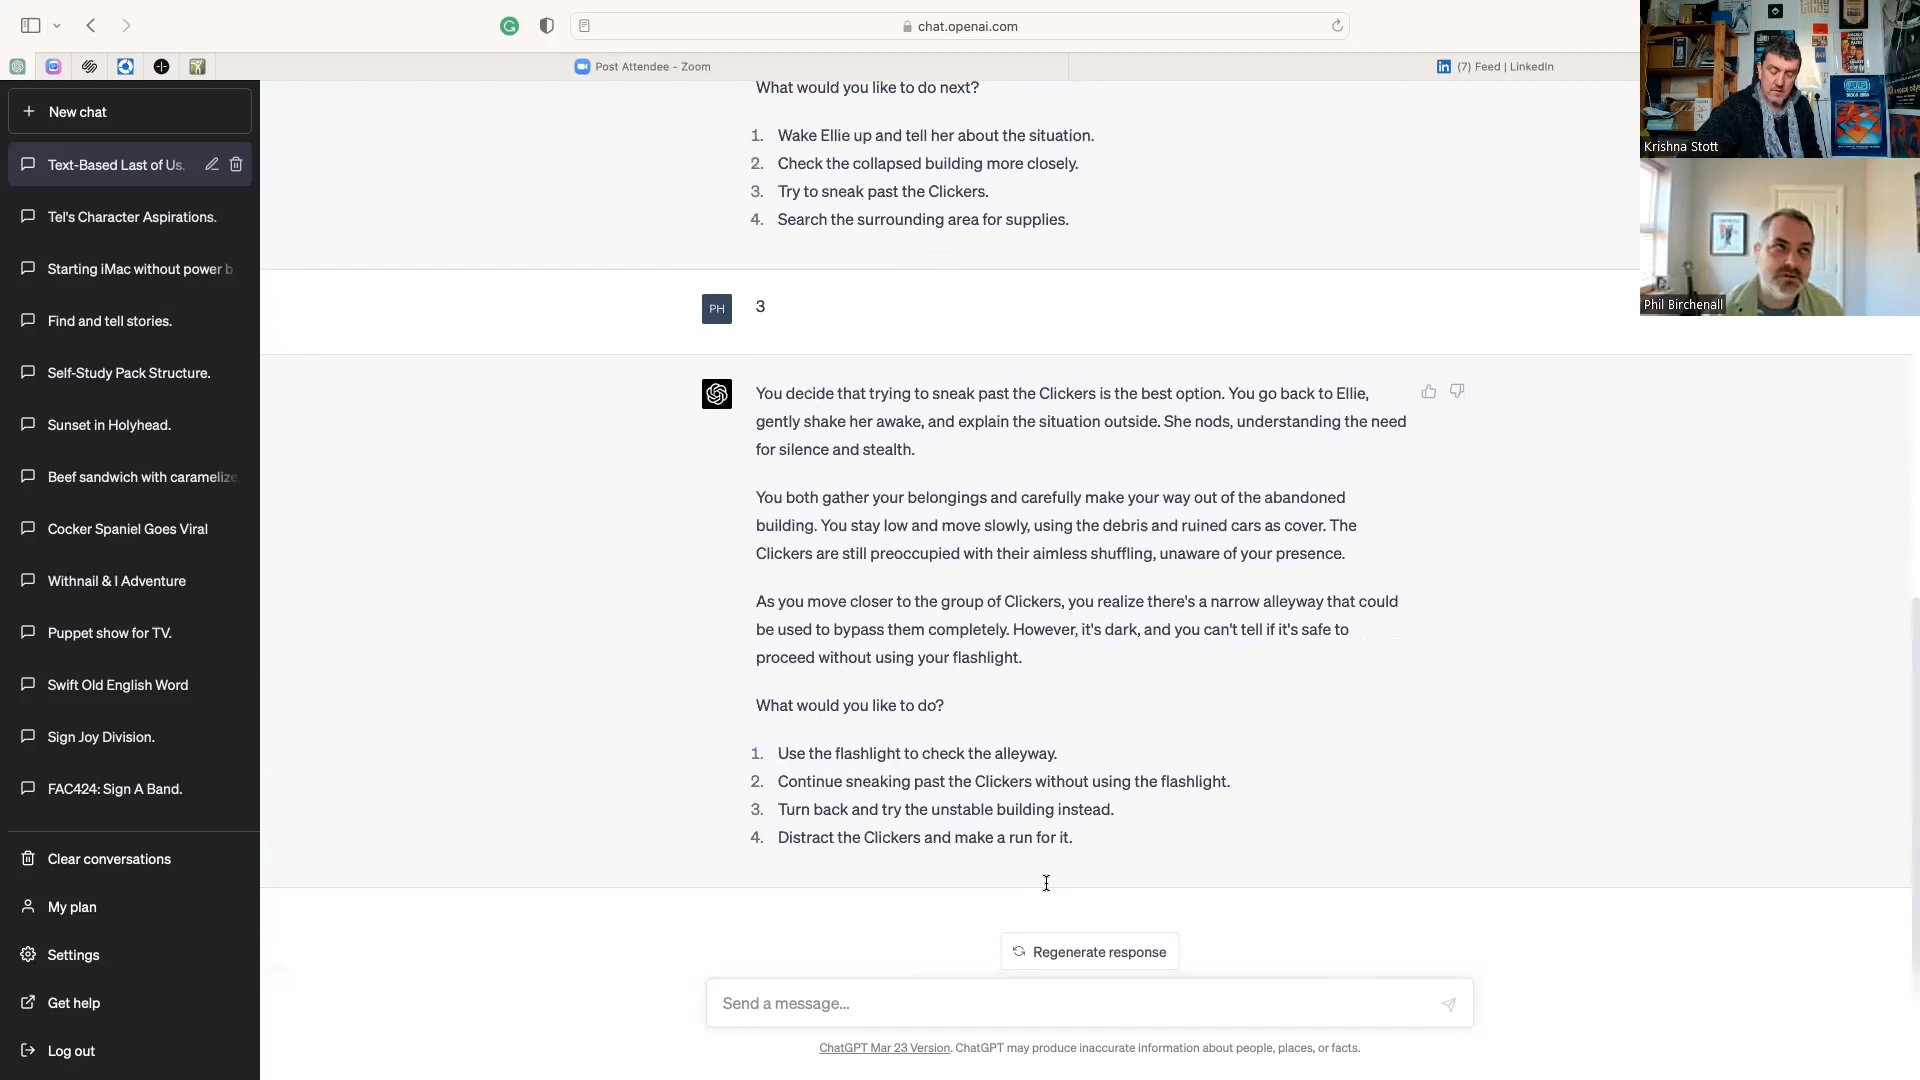 chat.openai.com
Post Attendee - Zoom
(7) Feed | LinkedIn
New chat
Text-Based Last of Us.
Tel's Character Aspirations.
Starting iMac without power b
Find and tell stories.
Self-Study Pack Structure.
Sunset in Holyhead.
Beef sandwich with caramelize
Cocker Spaniel Goes Viral
Withnail & I Adventure
Puppet show for TV.
Swift Old English Word
Sign Joy Division.
FAC424: Sign A Band.
Clear conversations
My plan
Settings
Get help
Log out
What would you like to do next?
1. Wake Ellie up and tell her about the situation.
2. Check the collapsed building more closely.
3. Try to sneak past the Clickers.
4. Search the surrounding area for supplies.
PH
3
You decide that trying to sneak past the Clickers is the best option. You go back to Ellie,
gently shake her awake, and explain the situation outside. She nods, understanding the need
for silence and stealth.
You both gather your belongings and carefully make your way out of the abandoned
building. You stay low and move slowly, using the debris and ruined cars as cover. The
Clickers are still preoccupied with their aimless shuffling, unaware of your presence.
As you move closer to the group of Clickers, you realize there's a narrow alleyway that could
be used to bypass them completely. However, it's dark, and you can't tell if it's safe to
proceed without using your flashlight.
What would you like to do?
1. Use the flashlight to check the alleyway.
2. Continue sneaking past the Clickers without using the flashlight.
3. Turn back and try the unstable building instead.
4. Distract the Clickers and make a run for it.
Regenerate response
Send a message...
ChatGPT Mar 23 Version. ChatGPT may produce inaccurate information about people, places, or facts.
PULP
Krishna Stott
Phil Birchenall